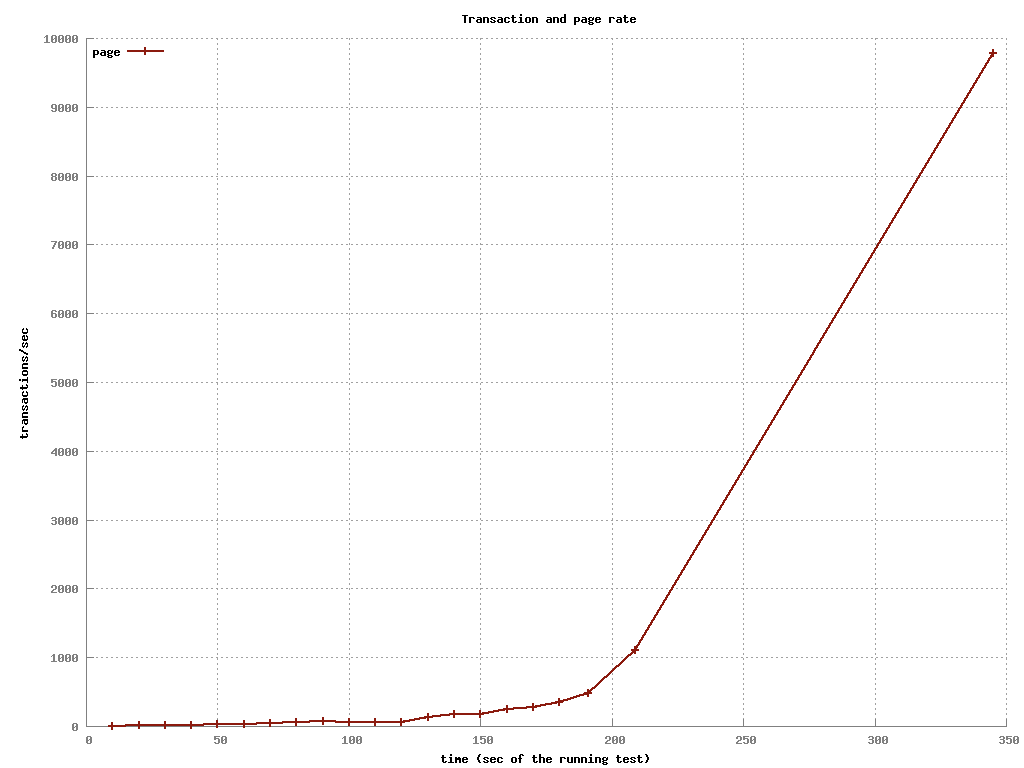 Transaction and page rate
page
10000
9000
8000
7000
6000
5000
4000
3000
2000
1000
0
transactions/sec
0 50 100 150 200 250 300 350
time (sec of the running test)